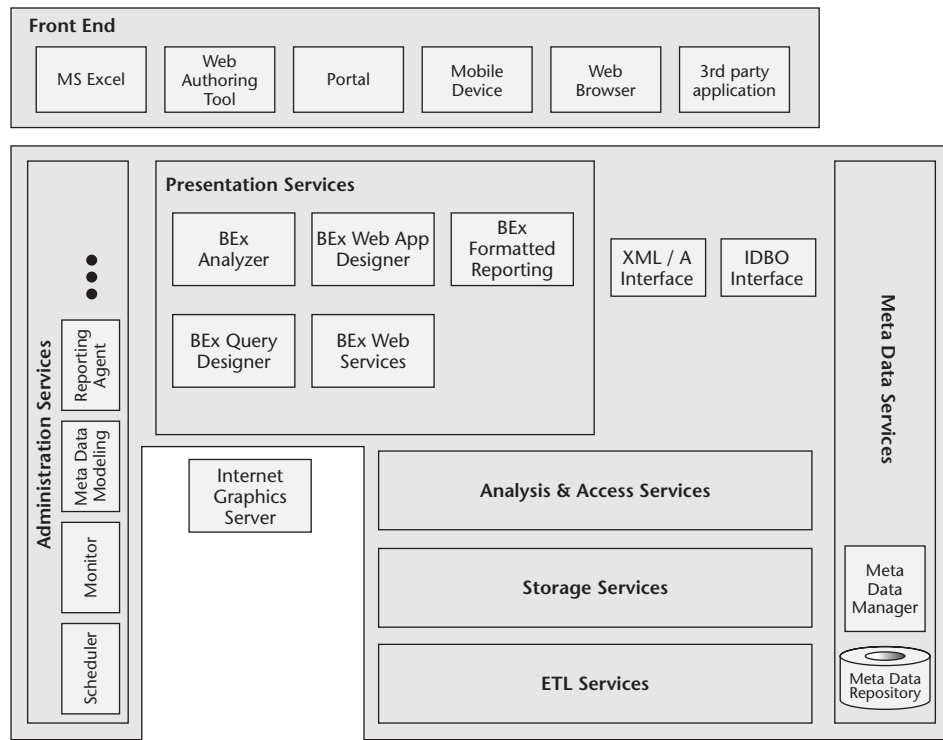 Front End
MS Excel
Web
Authoring
Tool
Portal
Mobile
Device
Web
Browser
3rd party
application
Administration Services
Reporting
Agent
Meta Data
Modeling
Monitor
Scheduler
Presentation Services
BEx
Analyzer
BEx Web App
Designer
BEx
Formatted
Reporting
BEx Query
Designer
BEx Web
Services
XML / A
Interface
IDBO
Interface
Internet
Graphics
Server
Analysis & Access Services
Storage Services
ETL Services
Meta Data Services
Meta
Data
Manager
Meta Data
Repository